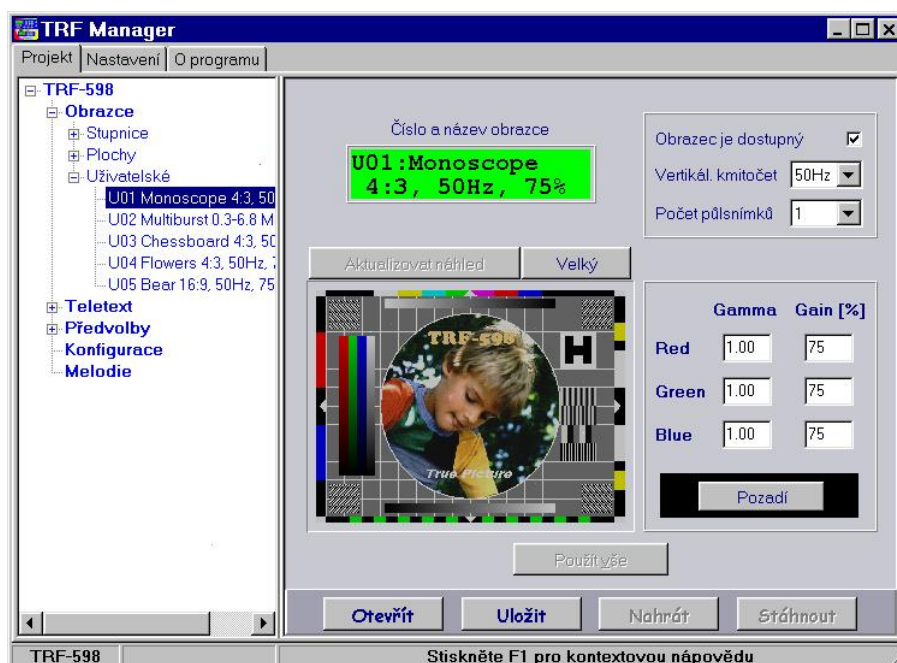 TRF Manager
Projekt Nastavení O programu
TRF-598
Obrazce
Stupnice
Plochy
Uživatelské
U01 Monoscope 4:3, 50
U02 Multiburst 0.3-6.8 M
U03 Chessboard 4:3, 50
U04 Flowers 4:3, 50Hz, 7
U05 Bear 16:9, 50Hz, 75
Teletext
Předvolby
Konfigurace
Melodie
Číslo a název obrazce
U01:Monoscope
4:3, 50Hz, 75%
Obrazec je dostupný
Vertikál. kmitočet 50Hz
Počet půlsnímků 1
Aktualizovat náhled Velký
TRF-598
H
True Picture
Gamma Gain [%]
Red 1.00 75
Green 1.00 75
Blue 1.00 75
Pozadí
Použít vše
Otevřít Uložit Nahrát Stáhnout
TRF-598 Stiskněte F1 pro kontextovou nápovědu